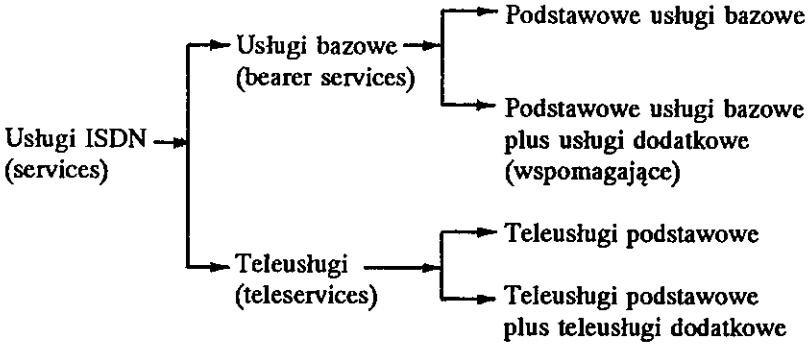 Usługi ISDN
(services)
Usługi bazowe
(bearer services)
Podstawowe usługi bazowe
Podstawowe usługi bazowe
plus usługi dodatkowe
(wspomagające)
Teleusługi
(teleservices)
Teleusługi podstawowe
Teleusługi podstawowe
plus teleusługi dodatkowe